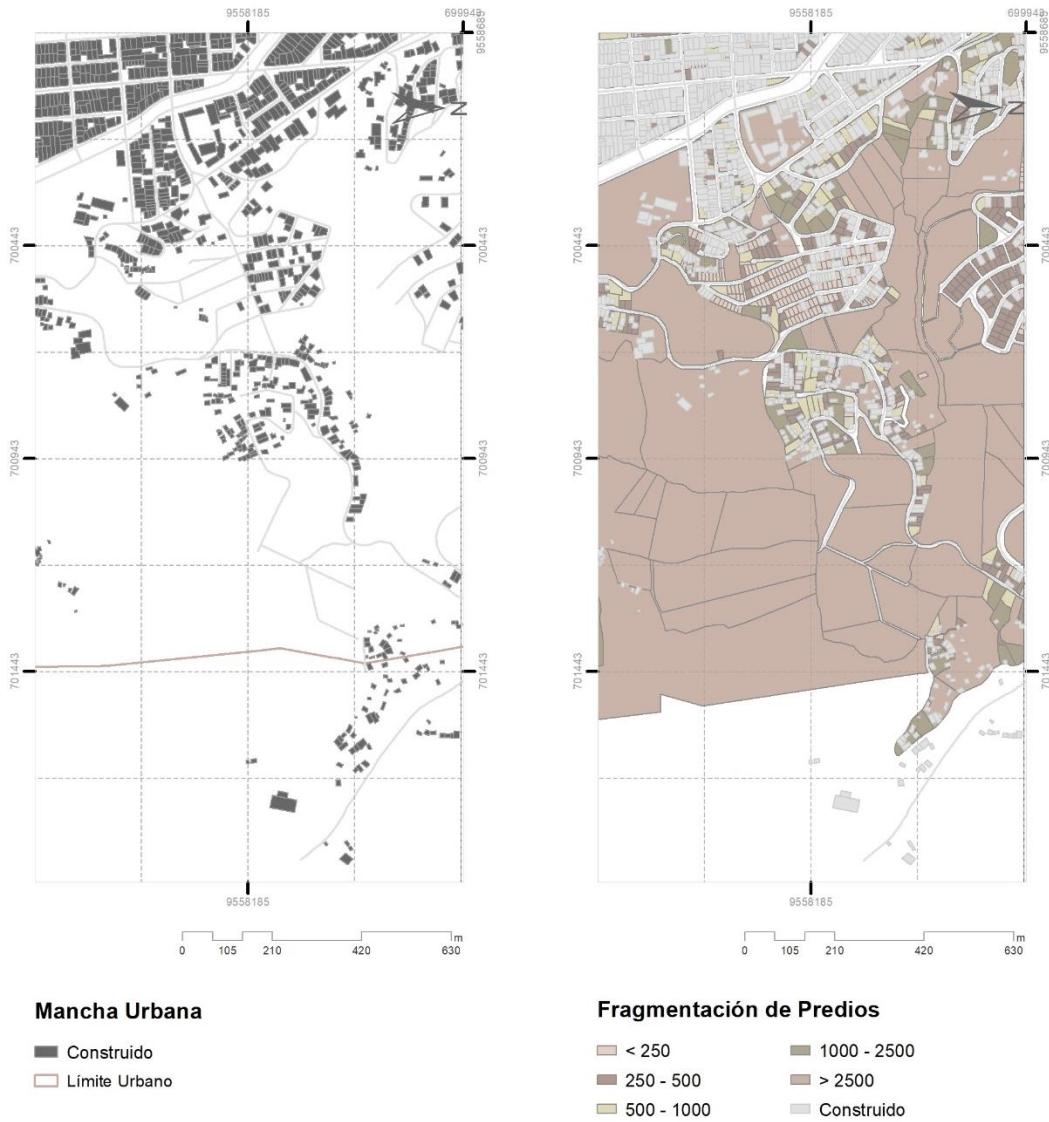 9558185
699943
9558685
N
700443
700443
700943
700943
701443
701443
9558185
0 105 210 420 630 m
Mancha Urbana
Construido
Límite Urbano
9558185
699943
9558685
N
700443
700443
700943
700943
701443
701443
9558185
0 105 210 420 630 m
Fragmentación de Predios
< 250
250 - 500
500 - 1000
1000 - 2500
> 2500
Construido